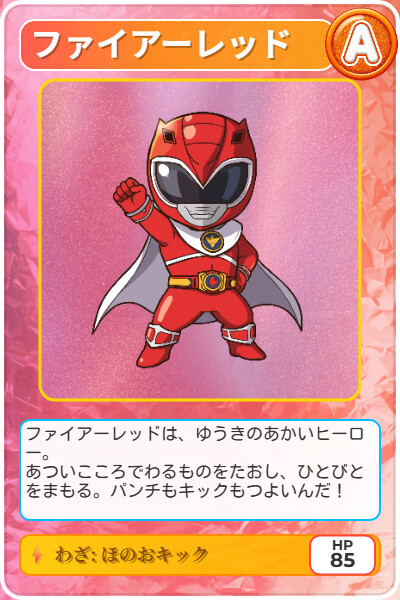 ファイアーレッド
A
ファイアーレッドは、ゆうきのあかいヒーロ
ー。
あついこころでわるものをたおし、ひとびと
をまもる。パンチもキックもつよいんだ！
わざ: ほのおキック
HP
85